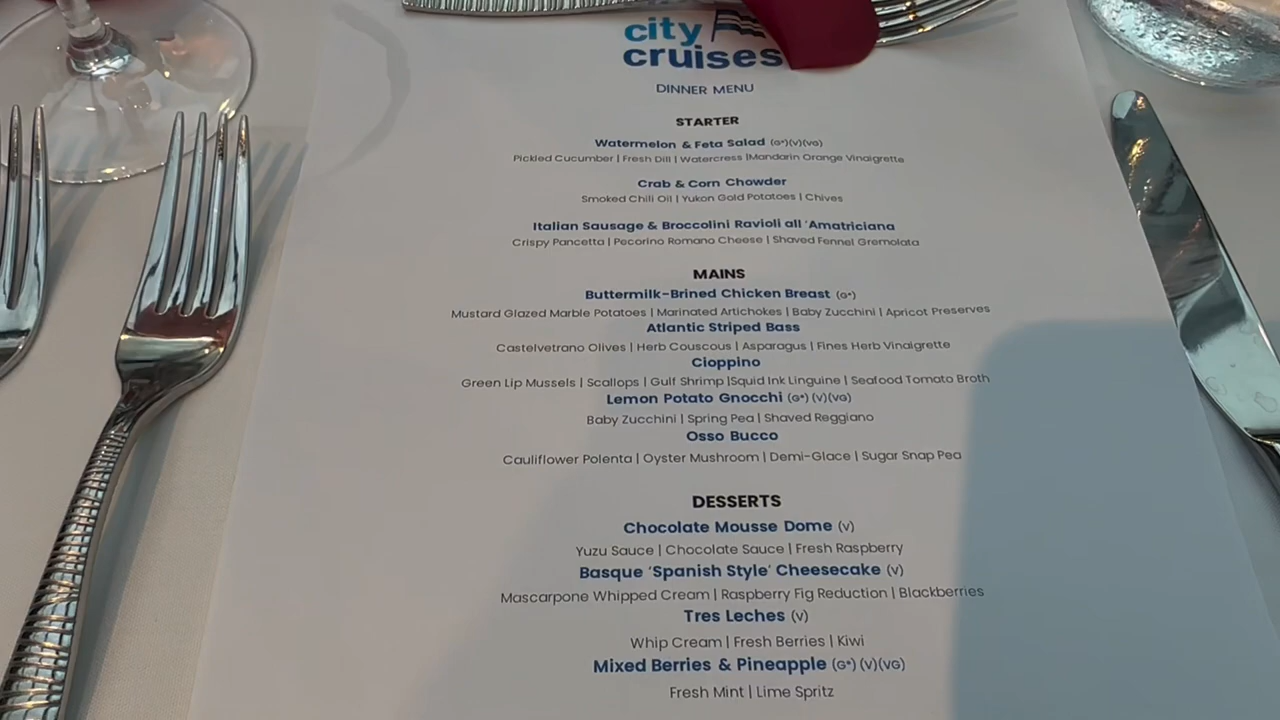 city
cruises
DINNER MENU
STARTER
Watermelon & Feta Salad (G*)(V)(VG)
Pickled Cucumber | Fresh Dill | Watercress |Mandarin Orange Vinaigrette
Crab & Corn Chowder
Smoked Chili Oil | Yukon Gold Potatoes | Chives
Italian Sausage & Broccolini Ravioli all 'Amatriciana
Crispy Pancetta | Pecorino Romano Cheese | Shaved Fennel Gremolata
MAINS
Buttermilk-Brined Chicken Breast (G*)
Mustard Glazed Marble Potatoes | Marinated Artichokes | Baby Zucchini | Apricot Preserves
Atlantic Striped Bass
Castelvetrano Olives | Herb Couscous | Asparagus | Fines Herb Vinaigrette
Cioppino
Green Lip Mussels | Scallops | Gulf Shrimp |Squid Ink Linguine | Seafood Tomato Broth
Lemon Potato Gnocchi (G*) (V)(VG)
Baby Zucchini | Spring Pea | Shaved Reggiano
Osso Bucco
Cauliflower Polenta | Oyster Mushroom | Demi-Glace | Sugar Snap Pea
DESSERTS
Chocolate Mousse Dome (V)
Yuzu Sauce | Chocolate Sauce | Fresh Raspberry
Basque 'Spanish Style' Cheesecake (V)
Mascarpone Whipped Cream | Raspberry Fig Reduction | Blackberries
Tres Leches (V)
Whip Cream | Fresh Berries | Kiwi
Mixed Berries & Pineapple (G*) (V)(VG)
Fresh Mint | Lime Spritz